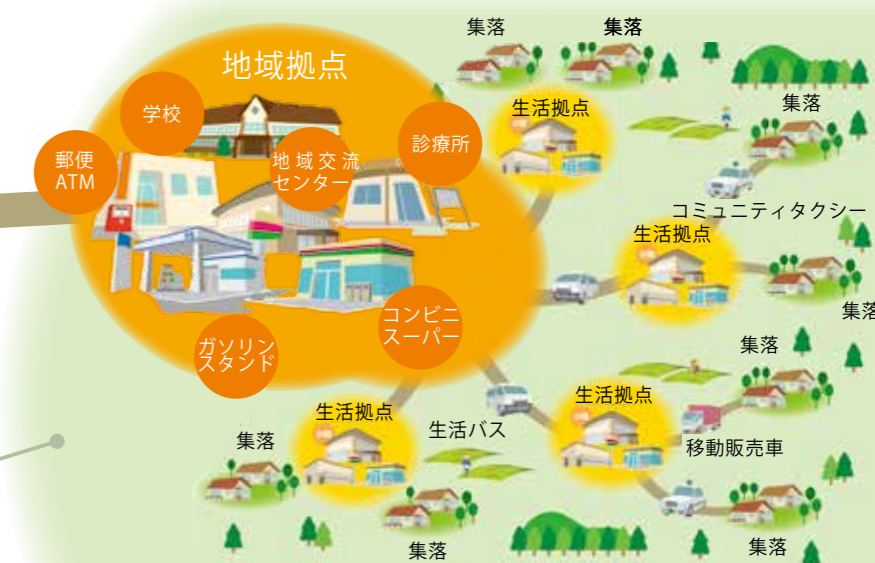 地域拠点
学校
郵便
ATM
地域交流
センター
診療所
ガソリン
スタンド
コンビニ
スーパー
集落
集落
生活拠点
集落
コミュニティタクシー
生活拠点
集落
集落
生活拠点
移動販売車
集落
生活拠点
生活バス
集落
集落